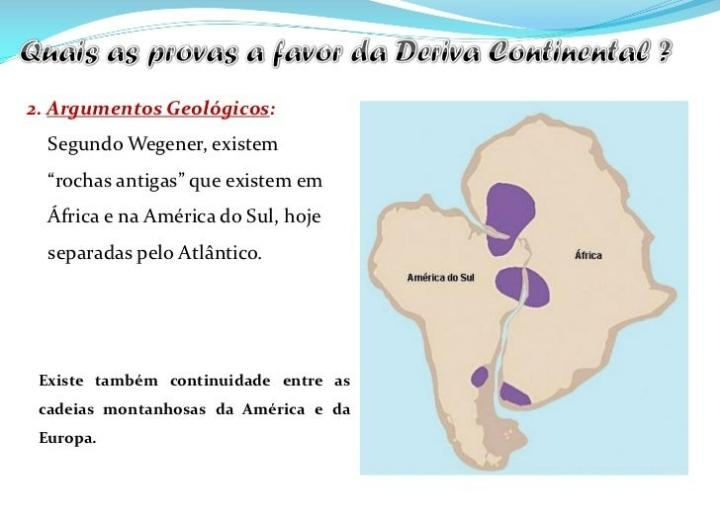 Quais as provas a favor da Deriva Continental ?
2. Argumentos Geológicos:
Segundo Wegener, existem
“rochas antigas” que existem em
África e na América do Sul, hoje
separadas pelo Atlântico.
África
América do Sul
Existe também continuidade entre as
cadeias montanhosas da América e da
Europa.